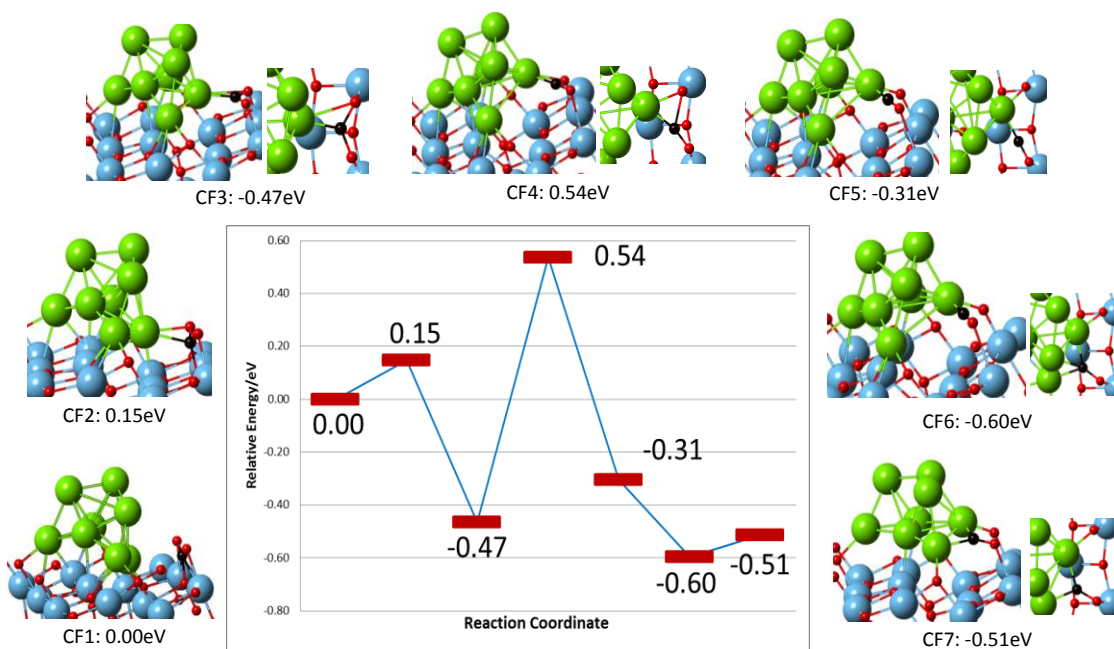 CF3: -0.47eV
CF4: 0.54eV
CF5: -0.31eV
CF2: 0.15eV
CF1: 0.00eV
Relative Energy/eV
0.60
0.40
0.20
0.00
-0.20
-0.40
-0.60
-0.80
0.00
0.15
-0.47
0.54
-0.31
-0.60
-0.51
Reaction Coordinate
CF6: -0.60eV
CF7: -0.51eV